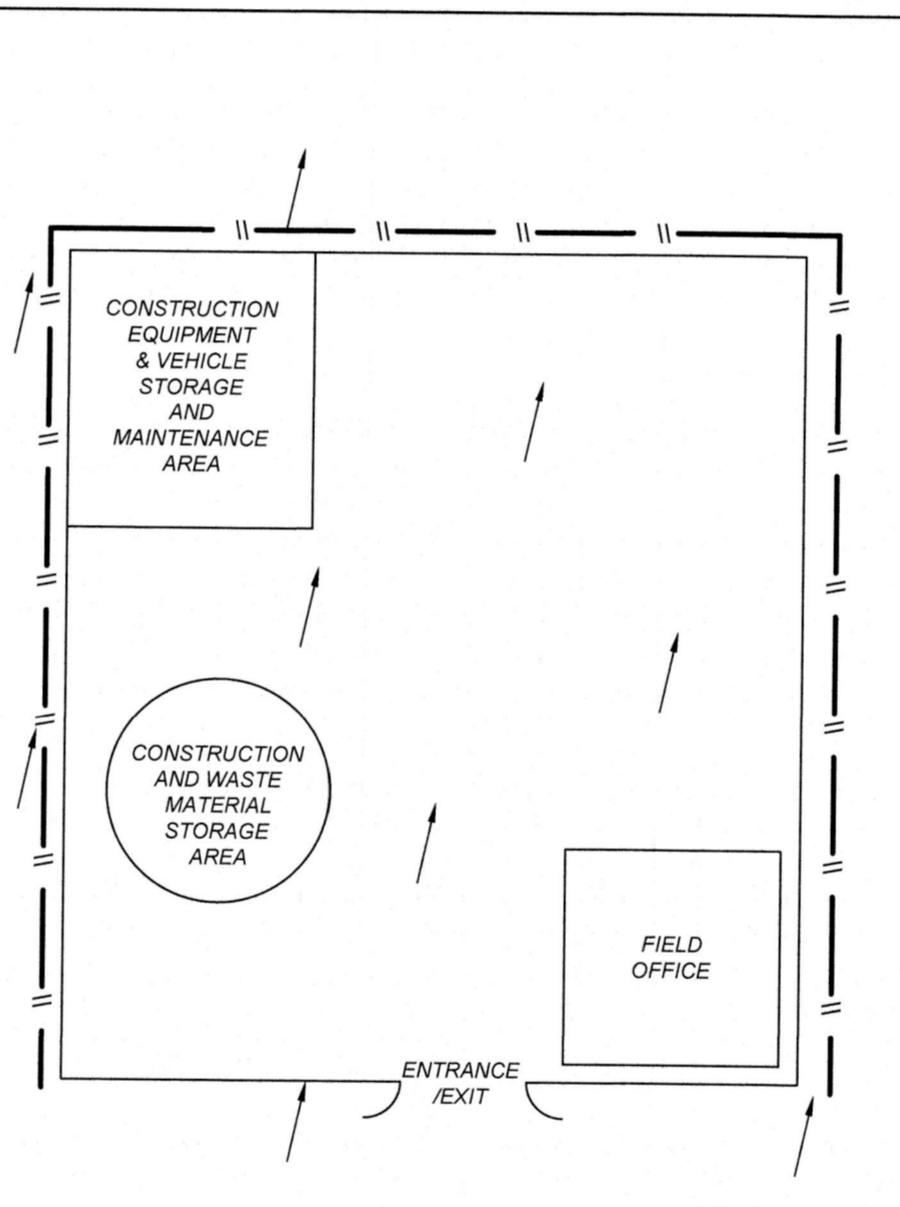 CONSTRUCTION
EQUIPMENT
& VEHICLE
STORAGE
AND
MAINTENANCE
AREA
CONSTRUCTION
AND WASTE
MATERIAL
STORAGE
AREA
FIELD
OFFICE
ENTRANCE
/EXIT